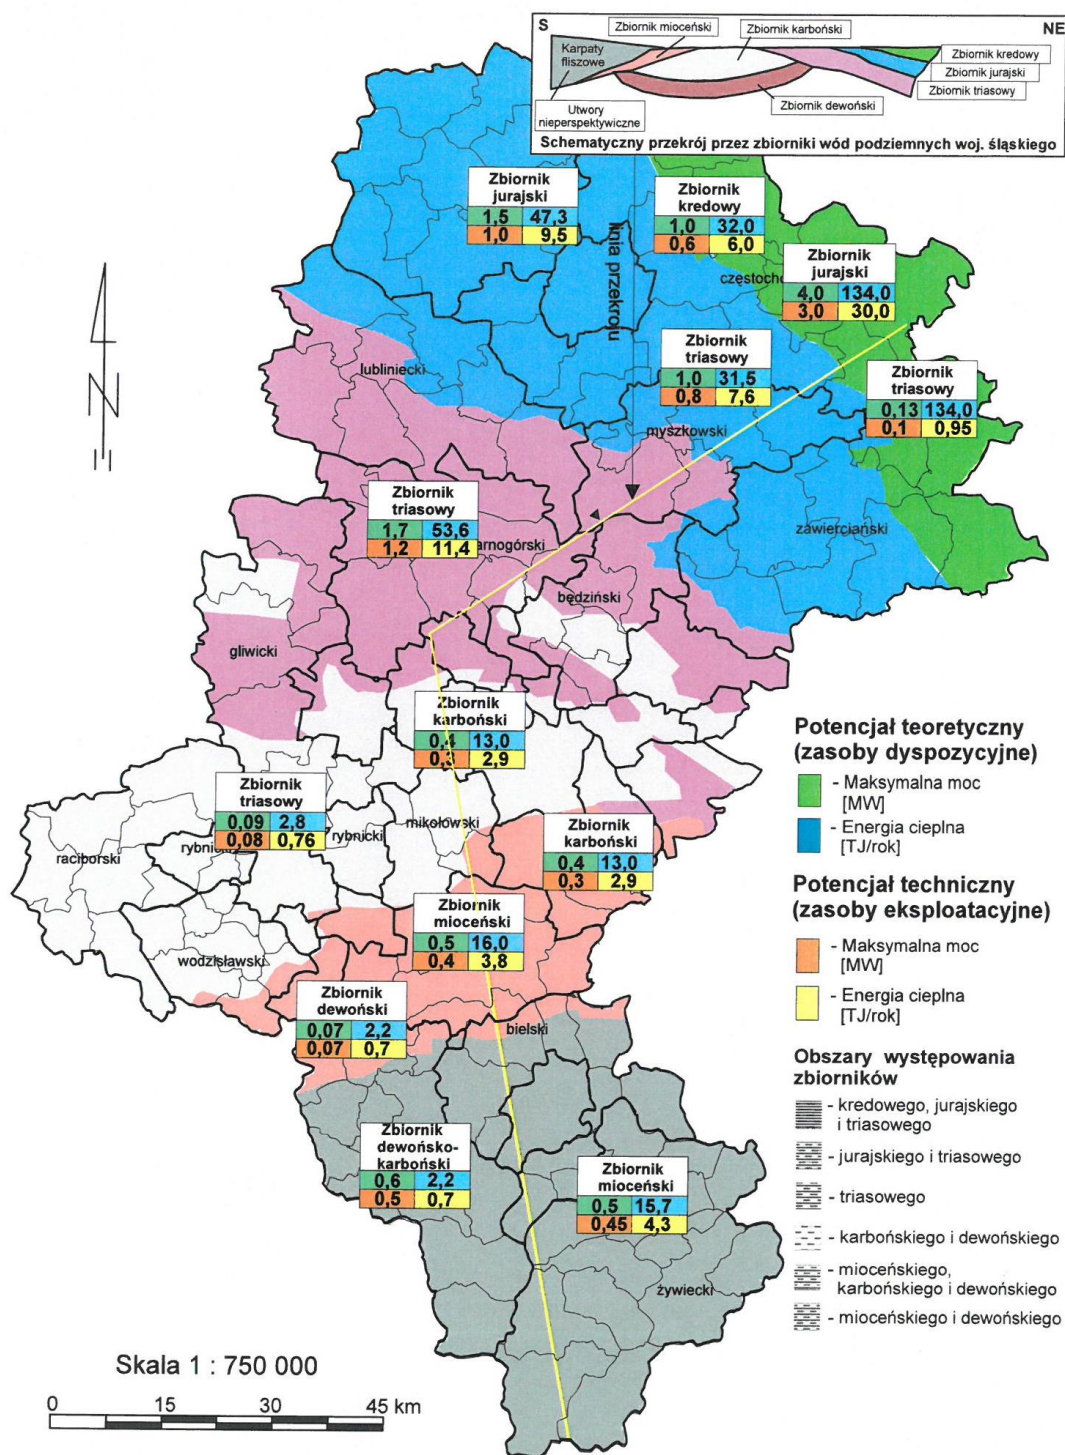 S
NE
Zbiornik mioceński
Zbiornik karboński
Karpaty
fliszowe
Zbiornik kredowy
Zbiornik jurajski
Zbiornik triasowy
Zbiornik dewoński
Utwory
nieperspektywiczne
Schematyczny przekrój przez zbiorniki wód podziemnych woj. śląskiego
Zbiornik
jurajski
1,5 47,3
1,0 9,5
Zbiornik
kredowy
1,0 32,0
0,6 6,0
linia przekroju
częstocho
Zbiornik
jurajski
4,0 134,0
3,0 30,0
Zbiornik
triasowy
1,0 31,5
0,8 7,6
Zbiornik
triasowy
0,13 134,0
0,1 0,95
lubliniecki
myszkowski
N
Zbiornik
triasowy
1,7 53,6
1,2 11,4
arnogórski
zawierciański
będziński
gliwicki
Zbiornik
karboński
0,4 13,0
0,3 2,9
Zbiornik
triasowy
0,09 2,8
0,08 0,76
raciborski
rybnicki
rybnicki
mikołowski
Zbiornik
karboński
0,4 13,0
0,3 2,9
Zbiornik
mioceński
0,5 16,0
0,4 3,8
wodzisławski
Zbiornik
dewoński
0,07 2,2
0,07 0,7
bielski
Zbiornik
dewońsko-
karboński
0,6 2,2
0,5 0,7
Zbiornik
mioceński
0,5 15,7
0,45 4,3
żywiecki
Potencjał teoretyczny
(zasoby dyspozycyjne)
- Maksymalna moc
[MW]
- Energia cieplna
[TJ/rok]
Potencjał techniczny
(zasoby eksploatacyjne)
- Maksymalna moc
[MW]
- Energia cieplna
[TJ/rok]
Obszary występowania
zbiorników
- kredowego, jurajskiego
i triasowego
- jurajskiego i triasowego
- triasowego
- karbońskiego i dewońskiego
- mioceńskiego,
karbońskiego i dewońskiego
- mioceńskiego i dewońskiego
Skala 1 : 750 000
0 15 30 45 km